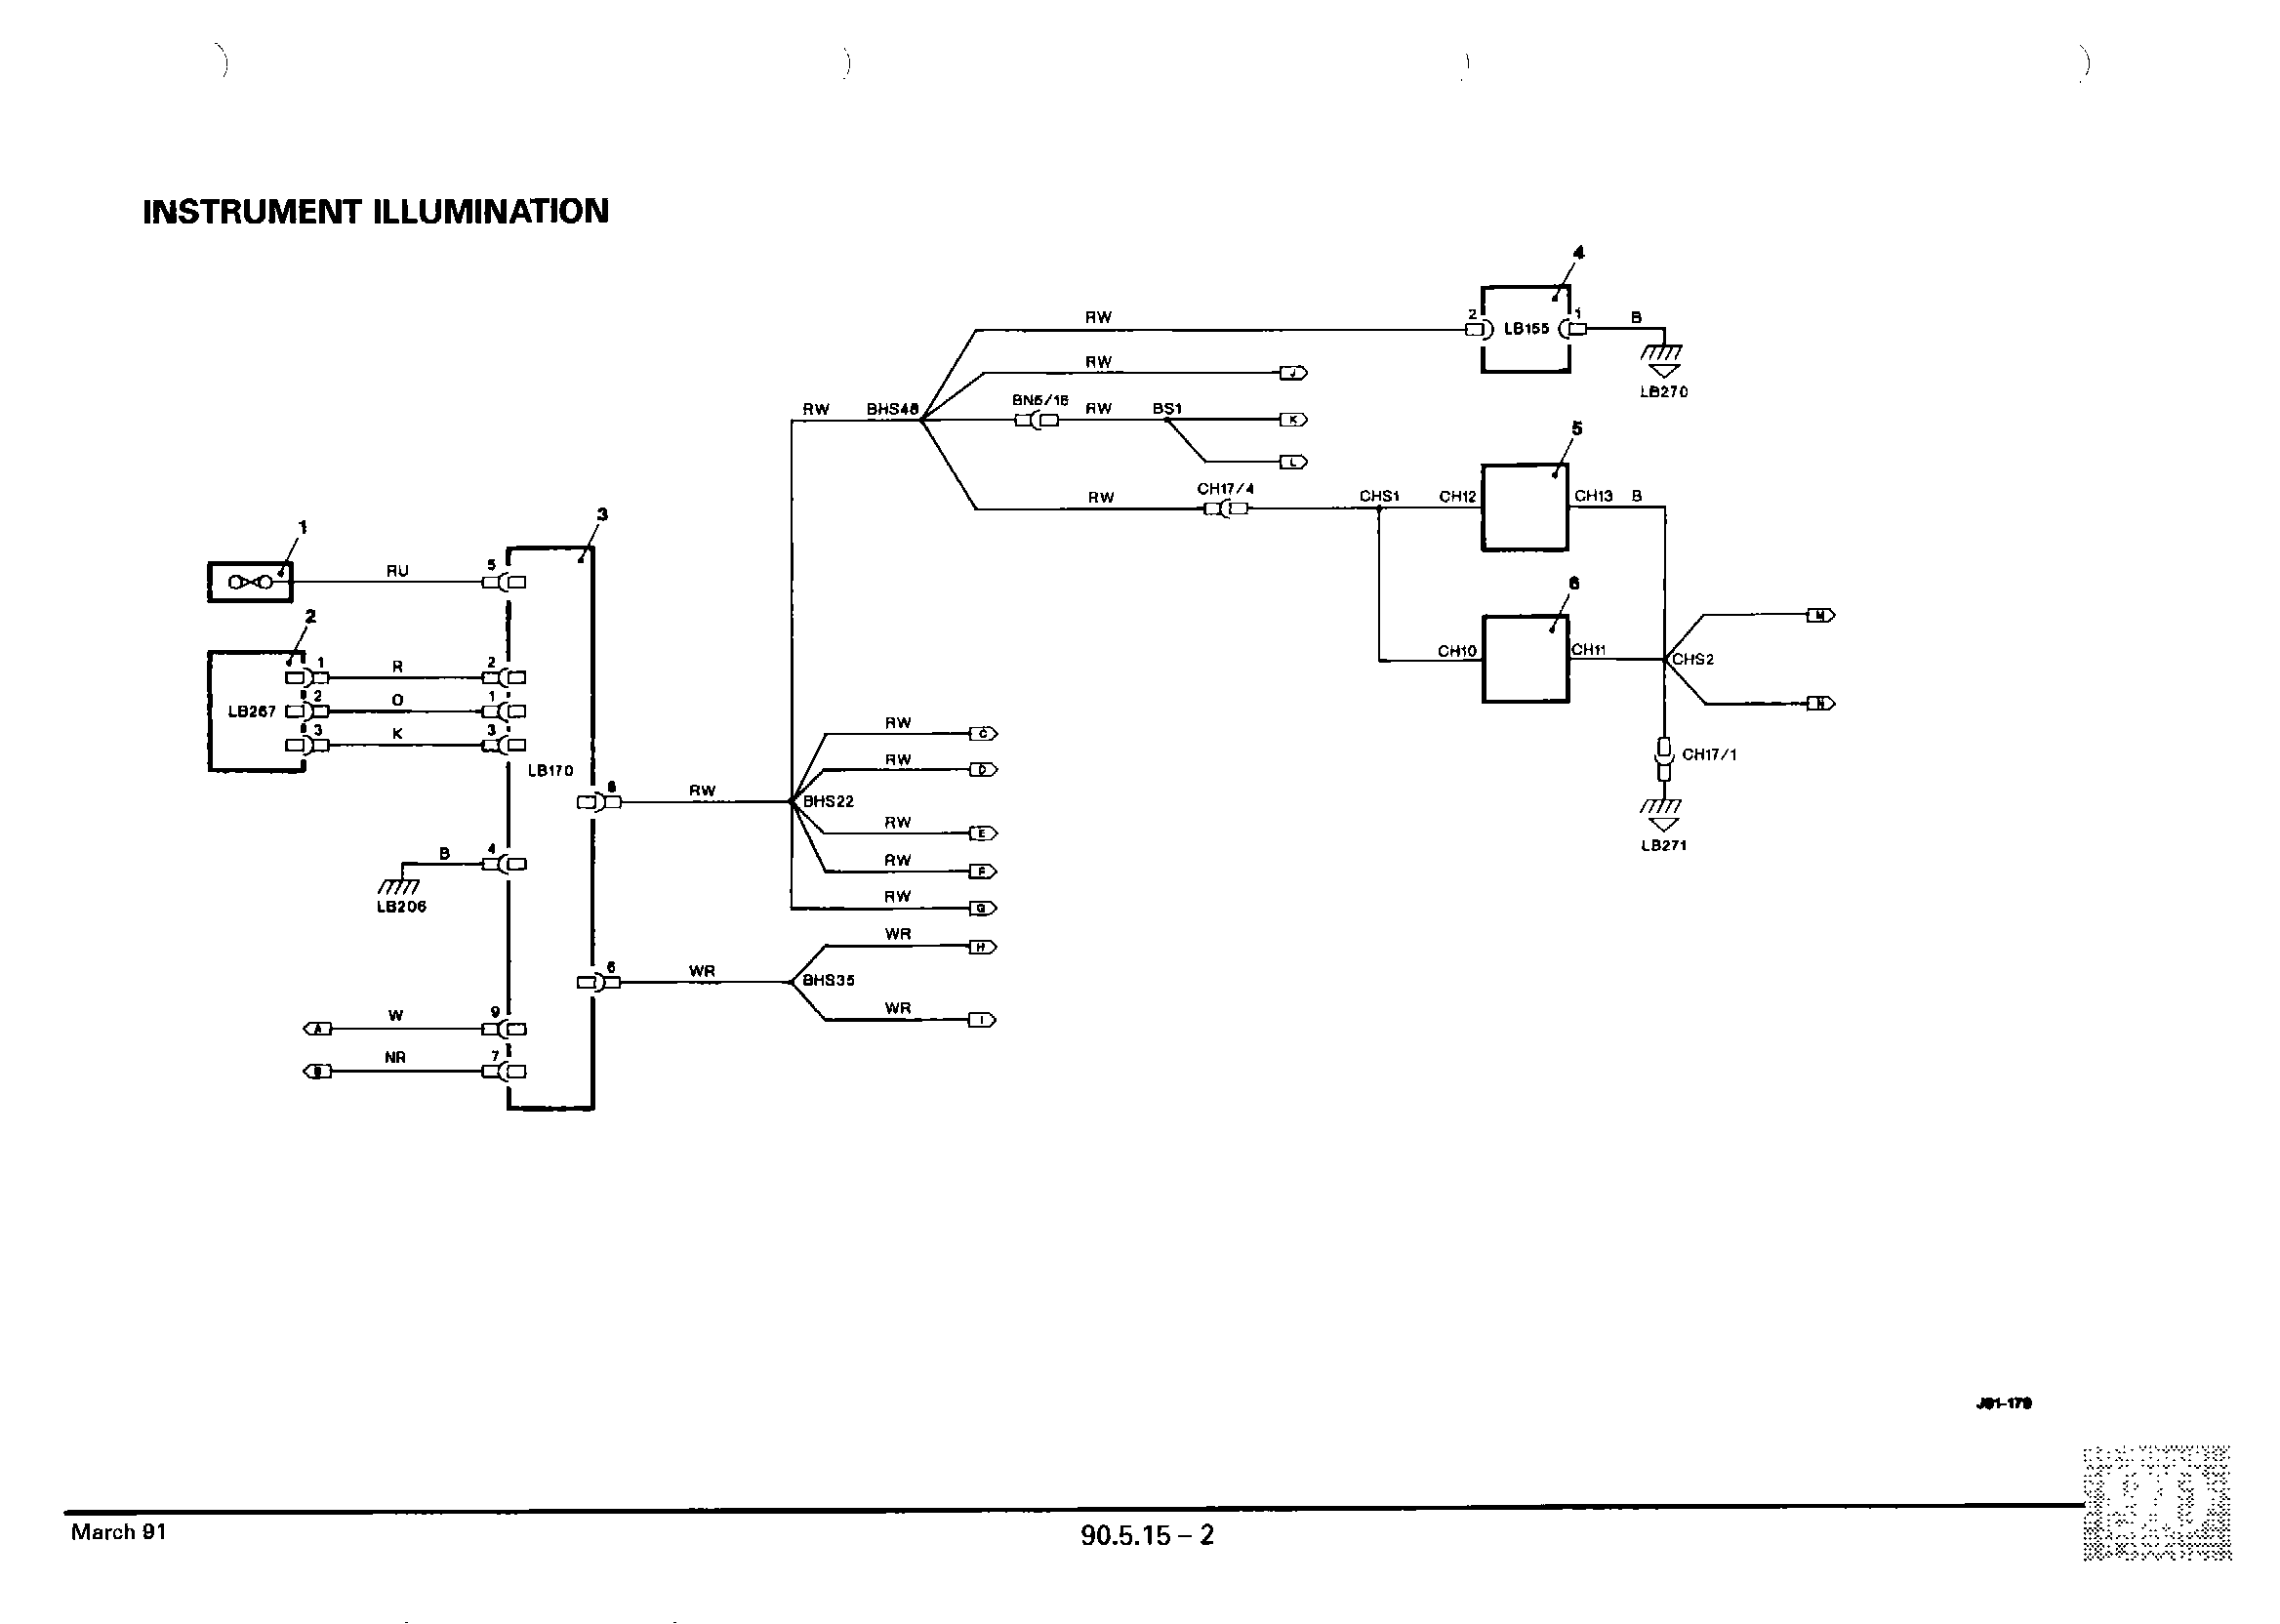 INSTRUMENT ILLUMINATION
4
RW
2
LB155
1
B
LB270
RW
J
RW
BHS46
BN5/16
RW
BS1
K
5
L
RW
CH17/4
CHS1
CH12
CH13
B
1
3
RU
5
2
6
M
CH10
CH11
CHS2
1
R
2
LB267
2
O
1
3
K
3
N
LB170
RW
C
RW
D
CH17/1
8
RW
BHS22
RW
E
RW
F
LB271
B
4
LB206
RW
G
WR
H
6
WR
BHS35
WR
I
A
W
9
B
NR
7
J91-179
March 91
90.5.15 – 2
90